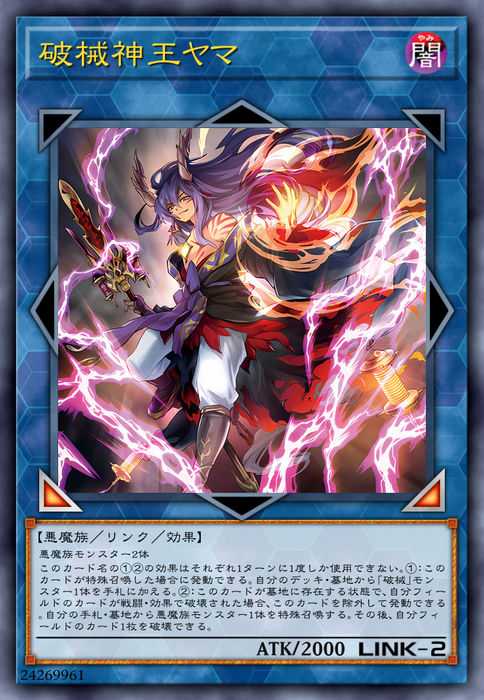 破械神王ヤマ
やみ
闇
【悪魔族／リンク／効果】
悪魔族モンスター2体
このカード名の①②の効果はそれぞれ1ターンに1度しか使用できない。①：こ
のカードが特殊召喚した場合に発動できる。自分のデッキ・墓地から「破械」モン
スター1体を手札に加える。②：このカードが墓地に存在する状態で、自分フィー
ルドのカードが戦闘・効果で破壊された場合、このカードを除外して発動でき
る。自分の手札・墓地から悪魔族モンスター1体を特殊召喚する。その後、自分フィ
ールドのカード1枚を破壊できる。
ATK/2000 LINK-2
24269961